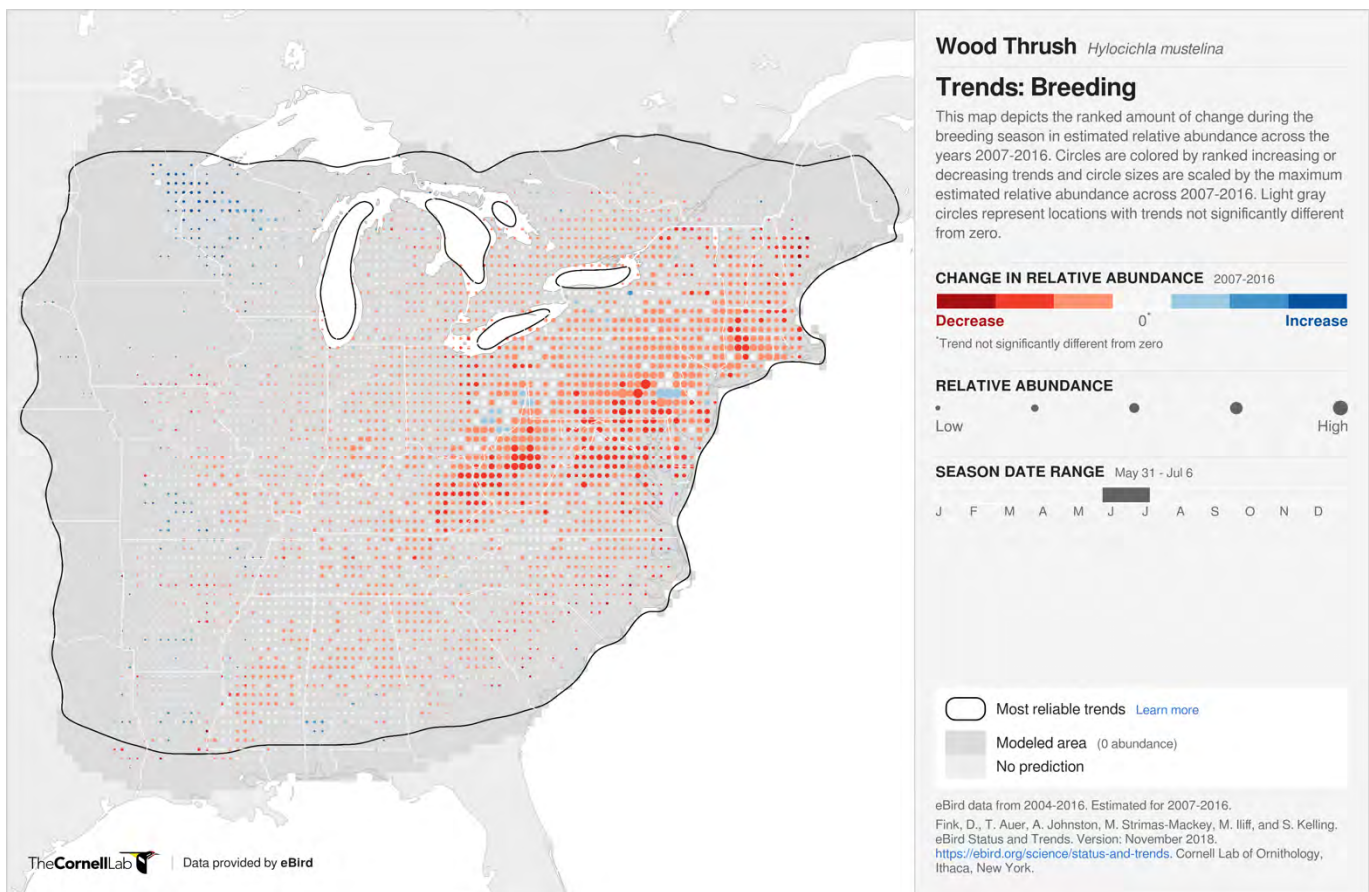 Wood Thrush Hylocichla mustelina
Trends: Breeding
This map depicts the ranked amount of change during the
breeding season in estimated relative abundance across the
years 2007-2016. Circles are colored by ranked increasing or
decreasing trends and circle sizes are scaled by the maximum
estimated relative abundance across 2007-2016. Light gray
circles represent locations with trends not significantly different
from zero.
CHANGE IN RELATIVE ABUNDANCE 2007-2016
Decrease 0* Increase
*Trend not significantly different from zero
RELATIVE ABUNDANCE
Low High
SEASON DATE RANGE May 31 - Jul 6
J F M A M J J A S O N D
Most reliable trends Learn more
Modeled area (0 abundance)
No prediction
eBird data from 2004-2016. Estimated for 2007-2016.
Fink, D., T. Auer, A. Johnston, M. Strimas-Mackey, M. Iliff, and S. Kelling.
eBird Status and Trends. Version: November 2018.
https://ebird.org/science/status-and-trends. Cornell Lab of Ornithology,
Ithaca, New York.
TheCornellLab Data provided by eBird